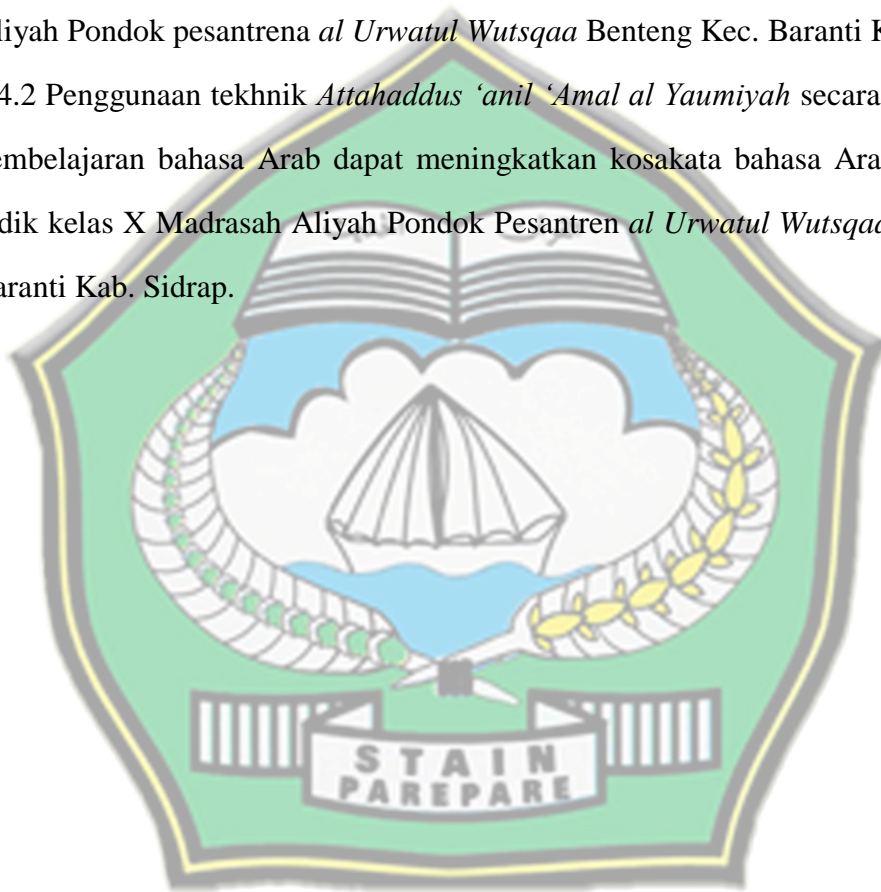 liyah Pondok pesantrena al Urwatul Wutsqaa Benteng Kec. Baranti K
4.2 Penggunaan tekhnik Attahaddus ‘anil ‘Amal al Yaumiyah secara
embelajaran bahasa Arab dapat meningkatkan kosakata bahasa Ara
dik kelas X Madrasah Aliyah Pondok Pesantren al Urwatul Wutsqaa
aranti Kab. Sidrap.
STAIN
PAREPARE